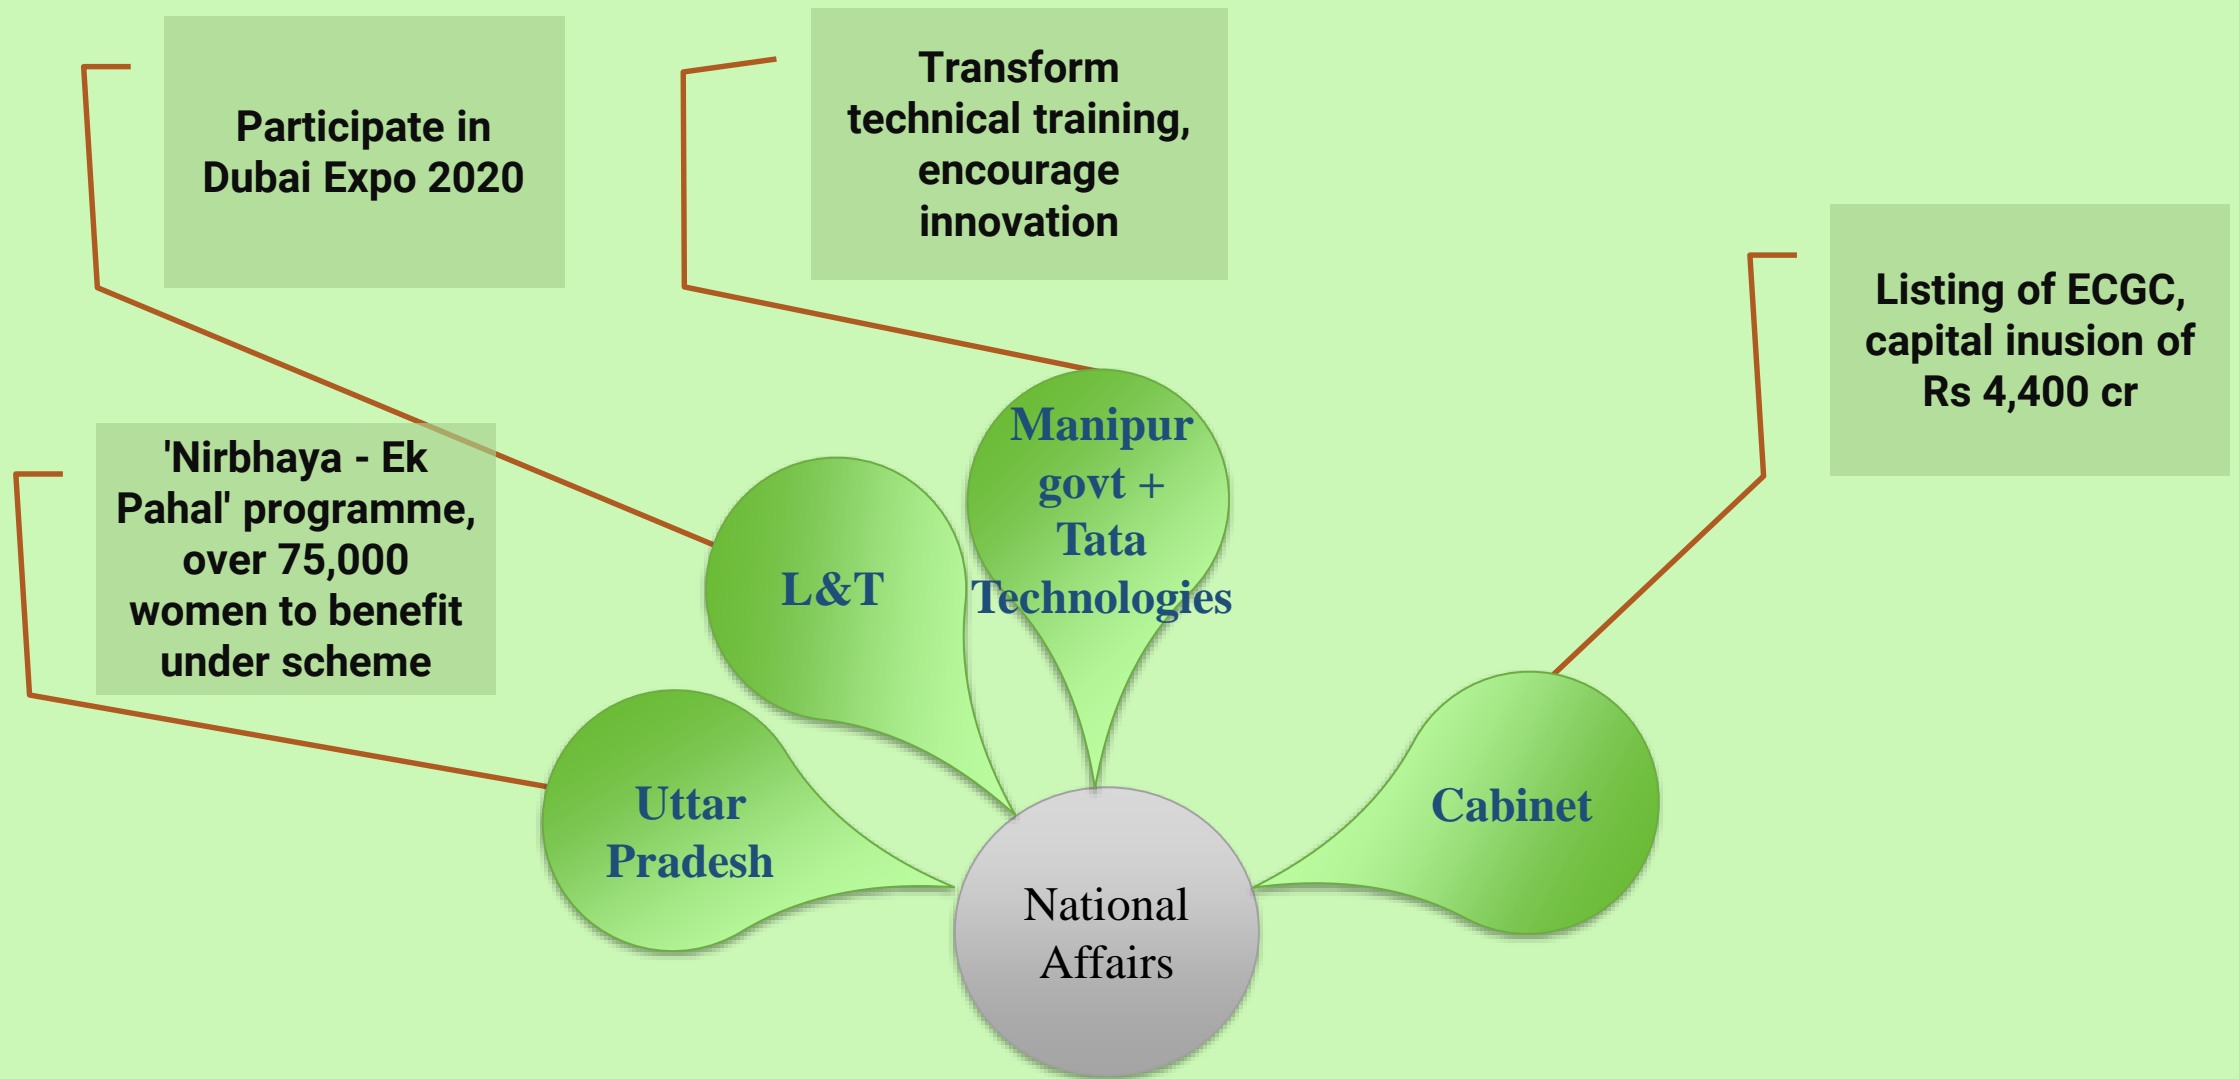 Participate in
Dubai Expo 2020
Transform
technical training,
encourage
innovation
Listing of ECGC,
capital inusion of
Rs 4,400 cr
'Nirbhaya - Ek
Pahal' programme,
over 75,000
women to benefit
under scheme
Manipur
govt +
Tata
Technologies
L&T
Uttar
Pradesh
Cabinet
National
Affairs